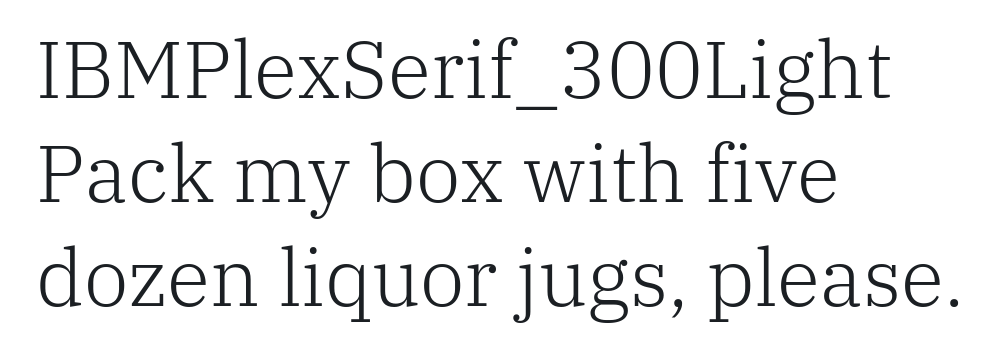 IBMPlexSerif_300Light
Pack my box with five
dozen liquor jugs, please.